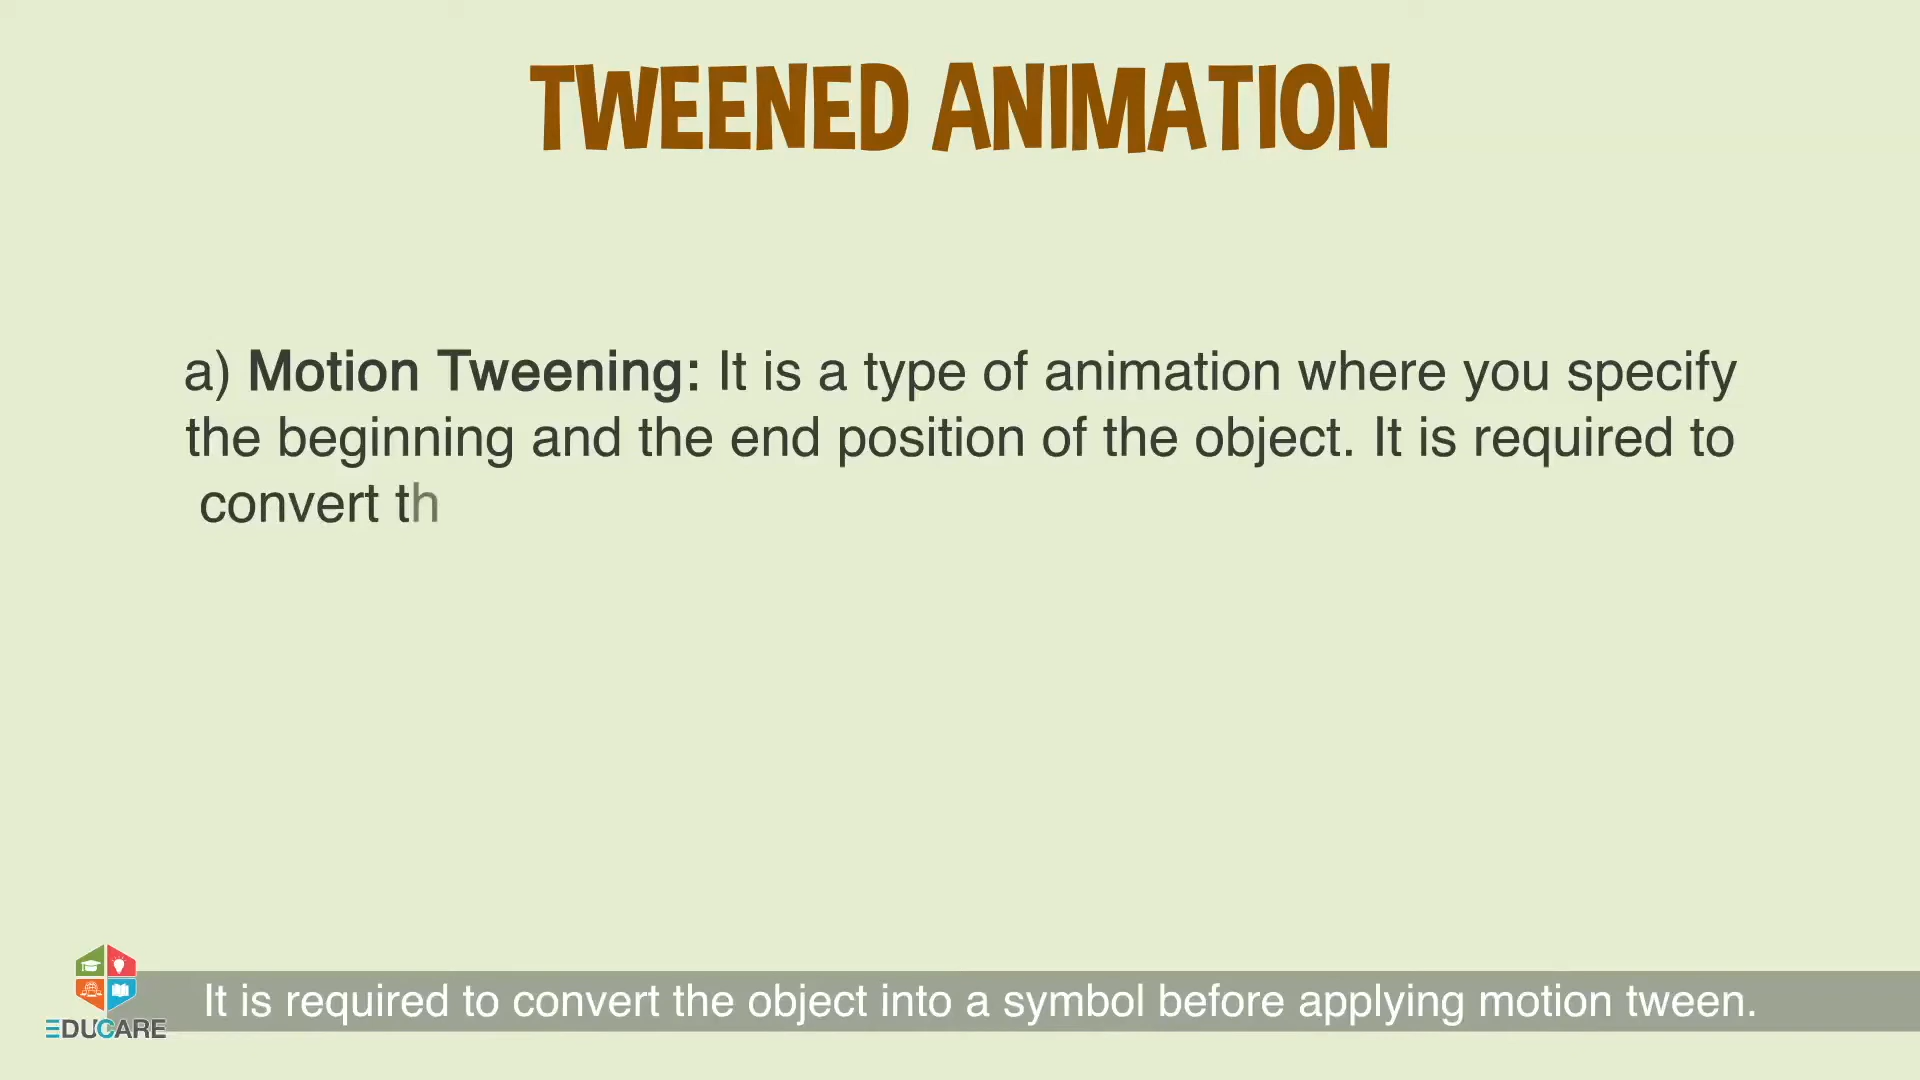 TWEENED ANIMATION
a) Motion Tweening: It is a type of animation where you specify
the beginning and the end position of the object. It is required to
convert th
It is required to convert the object into a symbol before applying motion tween.
EDUCARE